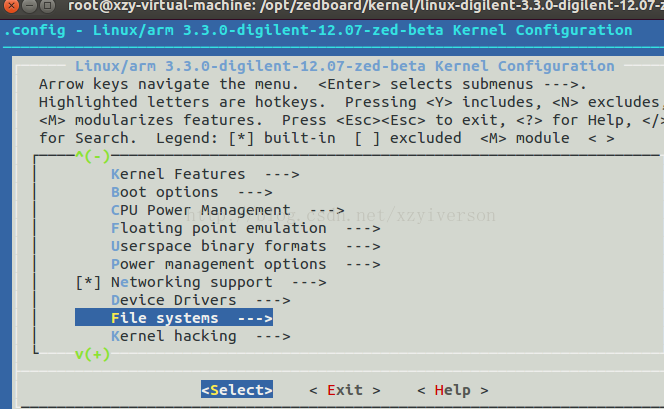 root@xzy-virtual-machine: /opt/zedboard/kernel/linux-digilent-3.3.0-digilent-12.07-z
.config - Linux/arm 3.3.0-digilent-12.07-zed-beta Kernel Configuration
Linux/arm 3.3.0-digilent-12.07-zed-beta Kernel Configuration
Arrow keys navigate the menu.  <Enter> selects submenus --->.
Highlighted letters are hotkeys.  Pressing <Y> includes, <N> excludes,
<M> modularizes features.  Press <Esc><Esc> to exit, <?> for Help, </>
for Search.  Legend: [*] built-in  [ ] excluded  <M> module  < >
^(-)
Kernel Features  --->
Boot options  --->
CPU Power Management  --->
http://blog.csdn.net/xzyiverson
Floating point emulation  --->
Userspace binary formats  --->
Power management options  --->
[*] Networking support  --->
Device Drivers  --->
File systems  --->
Kernel hacking  --->
v(+)
<Select>    < Exit >    < Help >